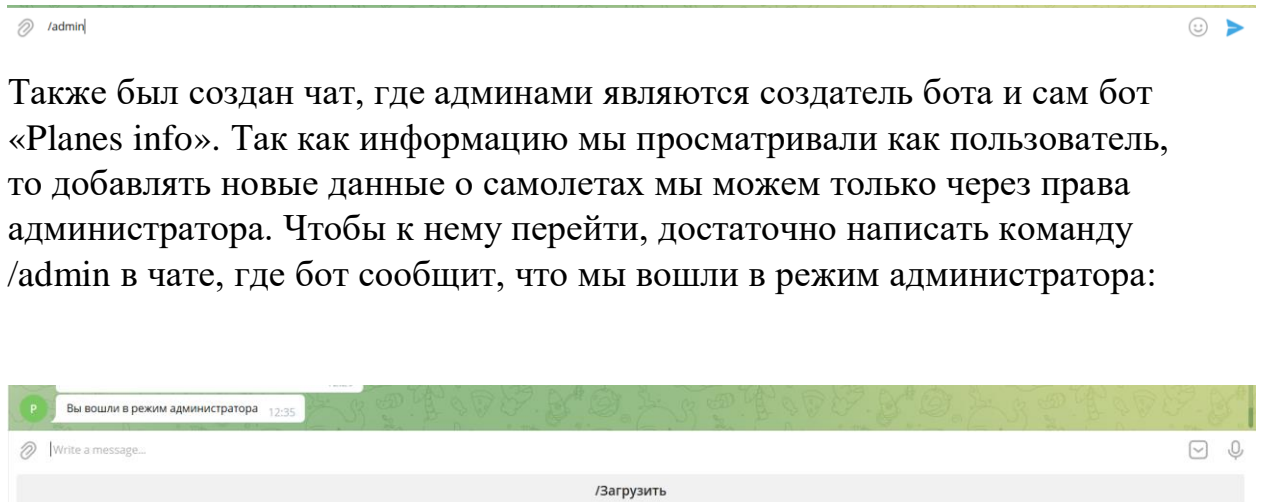 /admin
Также был создан чат, где админами являются создатель бота и сам бот
«Planes info». Так как информацию мы просматривали как пользователь,
то добавлять новые данные о самолетах мы можем только через права
администратора. Чтобы к нему перейти, достаточно написать команду
/admin в чате, где бот сообщит, что мы вошли в режим администратора:
P
Вы вошли в режим администратора 12:35
Write a message...
/Загрузить